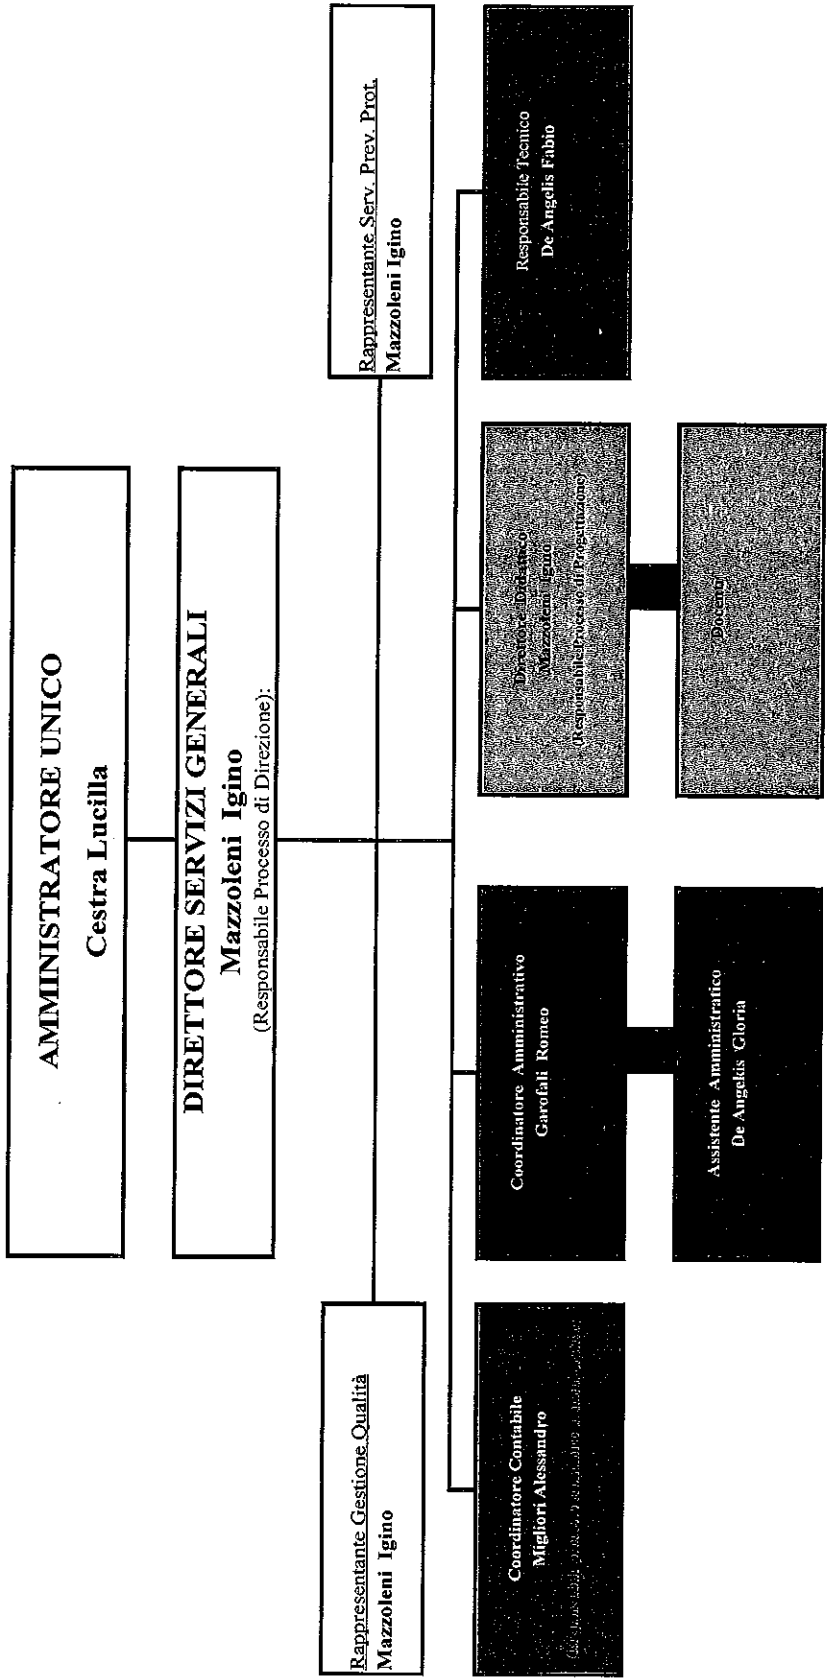 AMMINISTRATORE UNICO
Cestra Lucilla
DIRETTORE SERVIZI GENERALI
Mazzoleni Igino
(Responsabile Processo di Direzione):
Rappresentante Gestione Qualità
Mazzoleni Igino
Rappresentante Serv. Prev. Prot.
Mazzoleni Igino
Coordinatore Contabile
Migliori Alessandro
Coordinatore Amministrativo
Garofali Romeo
Direttore Didattico
Mazzoleni Igino
(Responsabile Processo di Progettazione)
Responsabile Tecnico
De Angelis Fabio
Assistente Amministratico
De Angekis Gloria
Docenti